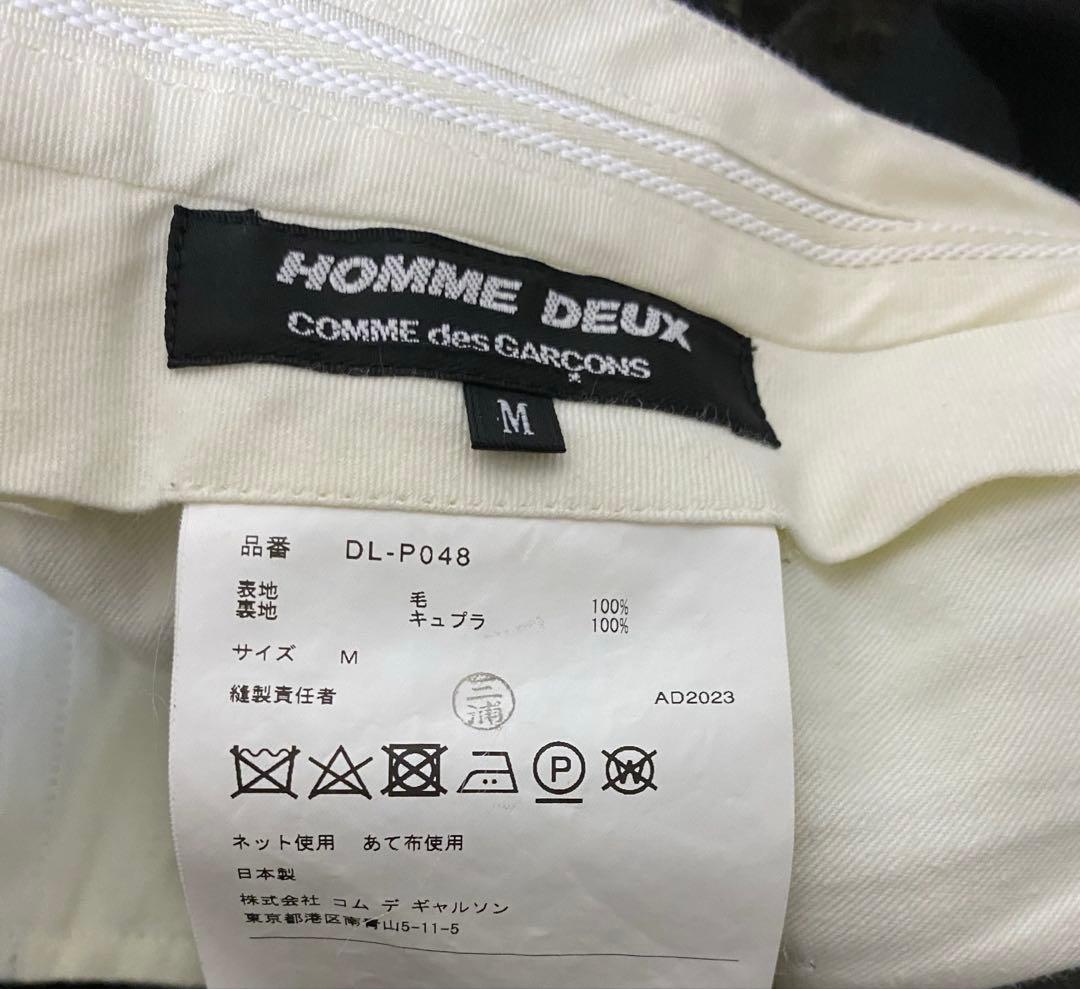 HOMME DEUX
COMME des GARÇONS
M
品番 DL-P048
表地 毛 100%
裏地 キュプラ 100%
サイズ M
縫製責任者 三浦 AD2023
P W
ネット使用 あて布使用
日本製
株式会社 コム デ ギャルソン
東京都港区南青山5-11-5